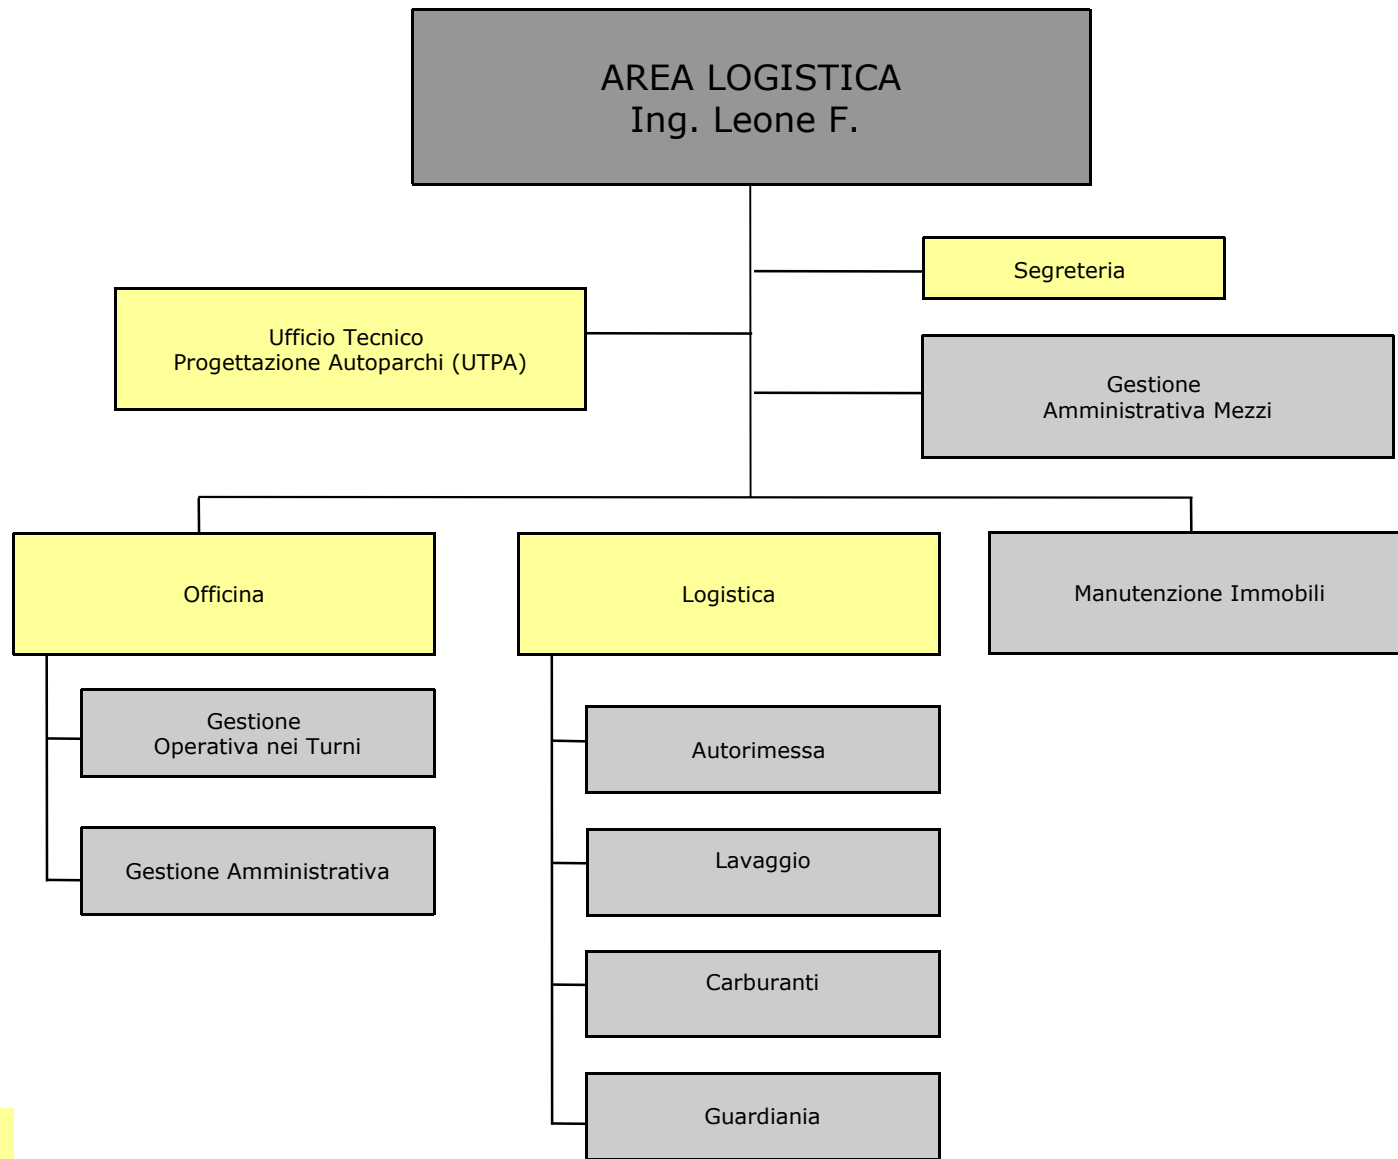 AREA LOGISTICA
Ing. Leone F.
Segreteria
Ufficio Tecnico
Progettazione Autoparchi (UTPA)
Gestione
Amministrativa Mezzi
Officina
Logistica
Manutenzione Immobili
Gestione
Operativa nei Turni
Autorimessa
Gestione Amministrativa
Lavaggio
Carburanti
Guardiania